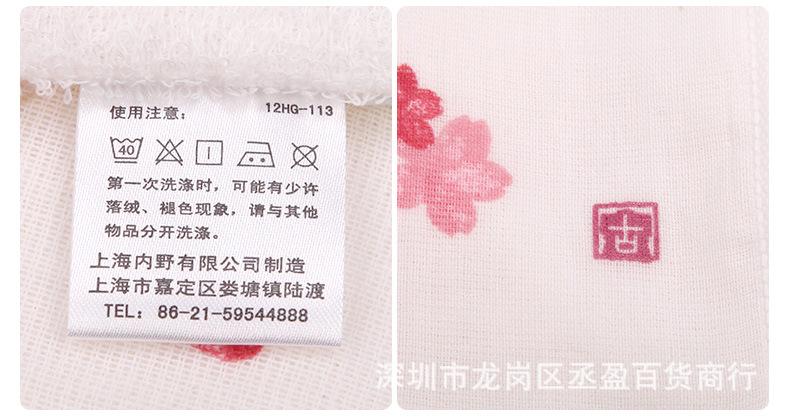 使用注意: 12HG-113
40
第一次洗涤时，可能有少许
落绒、褪色现象，请与其他
物品分开洗涤。
上海内野有限公司制造
上海市嘉定区娄塘镇陆渡
TEL: 86-21-59544888
深圳市龙岗区丞盈百货商行